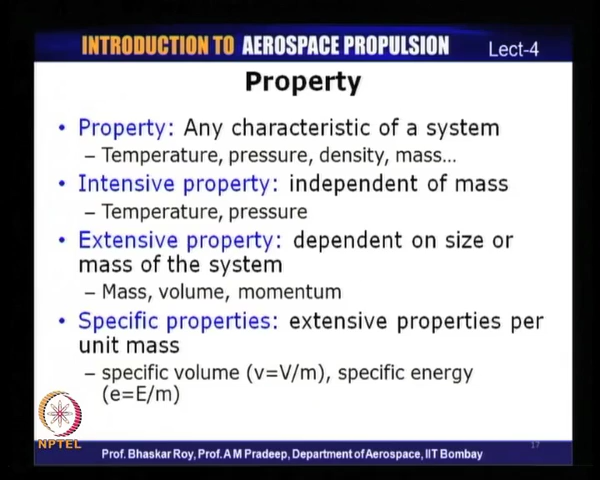 INTRODUCTION TO AEROSPACE PROPULSION Lect-4
Property
• Property: Any characteristic of a system
– Temperature, pressure, density, mass...
• Intensive property: independent of mass
– Temperature, pressure
• Extensive property: dependent on size or
mass of the system
– Mass, volume, momentum
• Specific properties: extensive properties per
unit mass
– specific volume (v=V/m), specific energy
(e=E/m)
NPTEL
17
Prof. Bhaskar Roy, Prof. A M Pradeep, Department of Aerospace, IIT Bombay